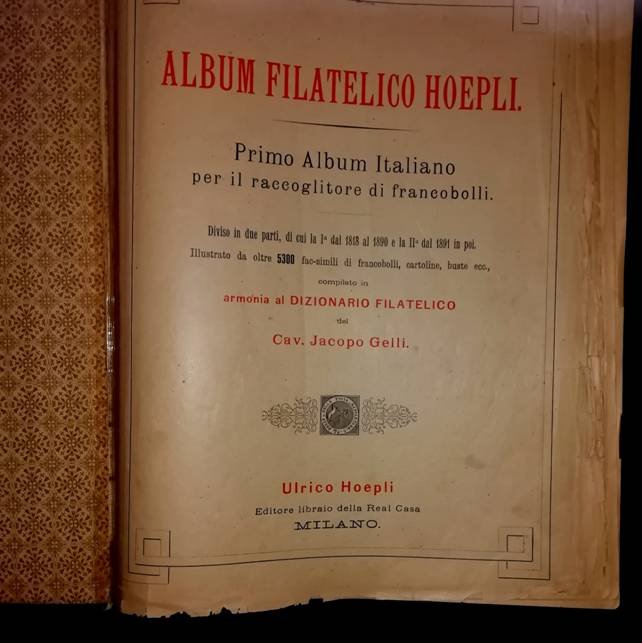 ALBUM FILATELICO HOEPLI.
Primo Album Italiano
per il raccoglitore di francobolli.
Diviso in due parti, di cui la Iª dal 1818 al 1890 e la IIª dal 1891 in poi.
Illustrato da oltre 5300 fac-simili di francobolli, cartoline, buste ecc.,
compilato in
armonia al DIZIONARIO FILATELICO
del
Cav. Jacopo Gelli.
Ulrico Hoepli
Editore libraio della Real Casa
MILANO.